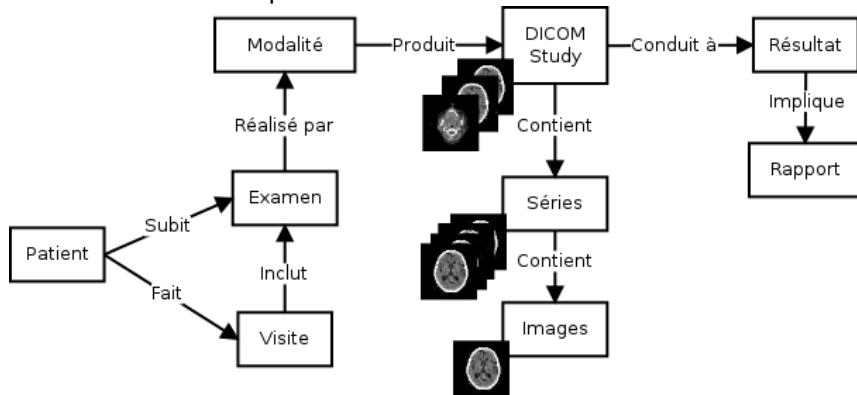 Modalité
Produit
DICOM
Study
Conduit à
Résultat
Réalisé par
Contient
Implique
Examen
Séries
Rapport
Subit
Patient
Inclut
Contient
Fait
Visite
Images